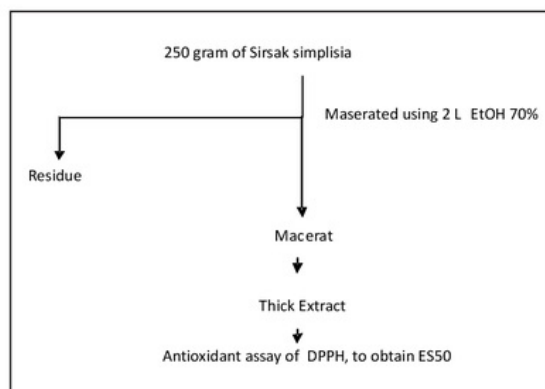 250 gram of Sirsak simplisia
Maserated using 2 L EtOH 70%
Residue
Macerat
Thick Extract
Antioxidant assay of DPPH, to obtain ES50